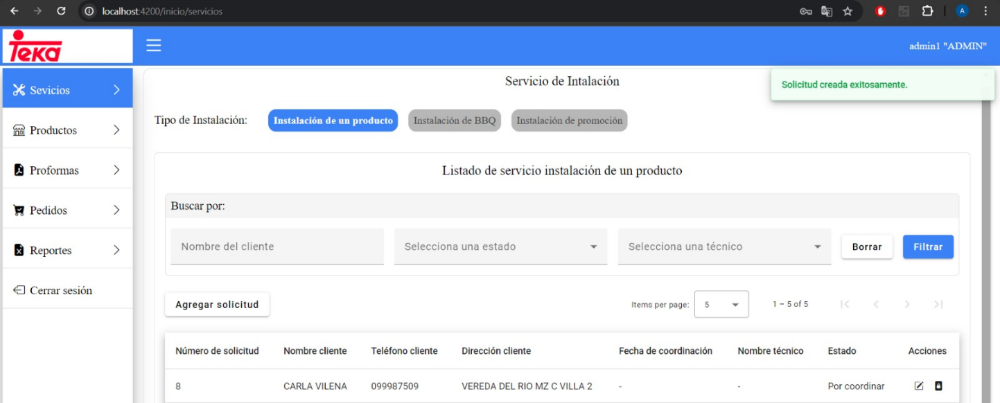 localhost:4200/inicio/servicios
A
Teka
admin1 "ADMIN"
Sevicios
Productos
Proformas
Pedidos
Reportes
Cerrar sesión
Servicio de Intalación
Solicitud creada exitosamente.
Tipo de Instalación: Instalación de un producto Instalación de BBQ Instalación de promoción
Listado de servicio instalación de un producto
Buscar por:
Nombre del cliente Selecciona una estado Selecciona una técnico Borrar Filtrar
Agregar solicitud Items per page: 5 1 – 5 of 5
Número de solicitud Nombre cliente Teléfono cliente Dirección cliente Fecha de coordinación Nombre técnico Estado Acciones
8 CARLA VILENA 099987509 VEREDA DEL RIO MZ C VILLA 2 - - Por coordinar